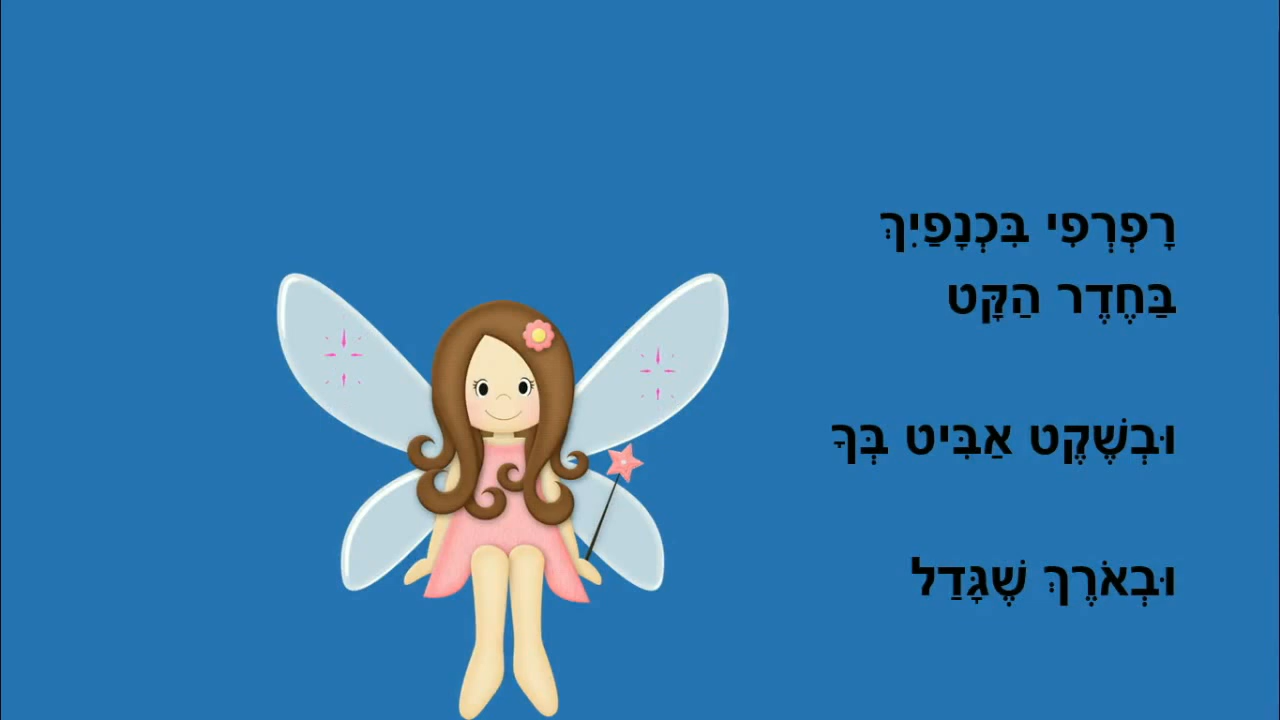 רָפְרְפִי בִּכְנָפַיִךְ
בַּחֶדֶר הַקָּט
וּבְשֶׁקֶט אַבִּיט בְּךָ
וּבְאֹרֶךְ שֶׁגָּדַל